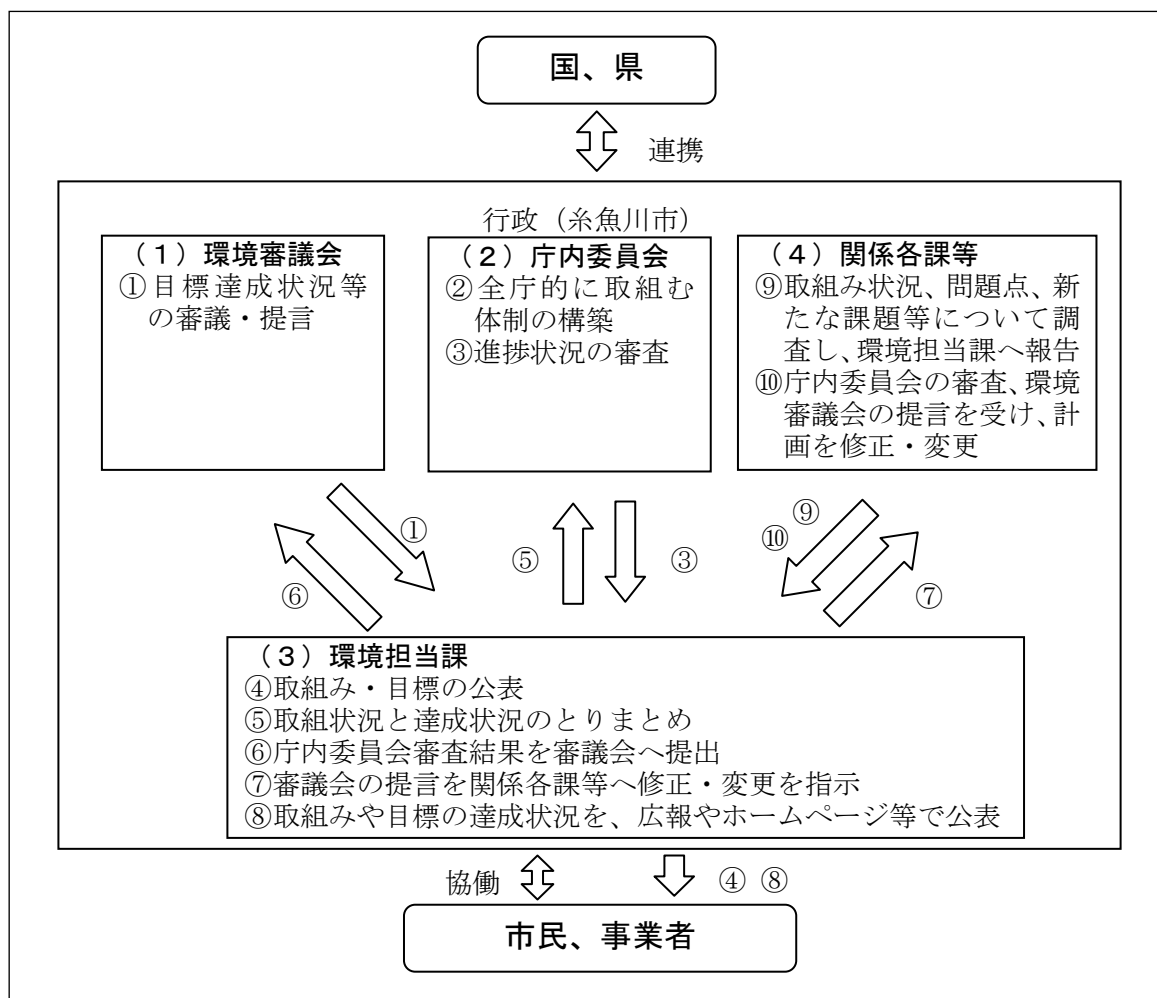 国、県
連携
行政（糸魚川市）
（１）環境審議会
①目標達成状況等
の審議・提言
（２）庁内委員会
②全庁的に取組む
体制の構築
③進捗状況の審査
（４）関係各課等
⑨取組み状況、問題点、新
たな課題等について調
査し、環境担当課へ報告
⑩庁内委員会の審査、環境
審議会の提言を受け、計
画を修正・変更
①
⑥
⑤
③
⑨
⑩
⑦
（３）環境担当課
④取組み・目標の公表
⑤取組状況と達成状況のとりまとめ
⑥庁内委員会審査結果を審議会へ提出
⑦審議会の提言を関係各課等へ修正・変更を指示
⑧取組みや目標の達成状況を、広報やホームページ等で公表
協働
④ ⑧
市民、事業者